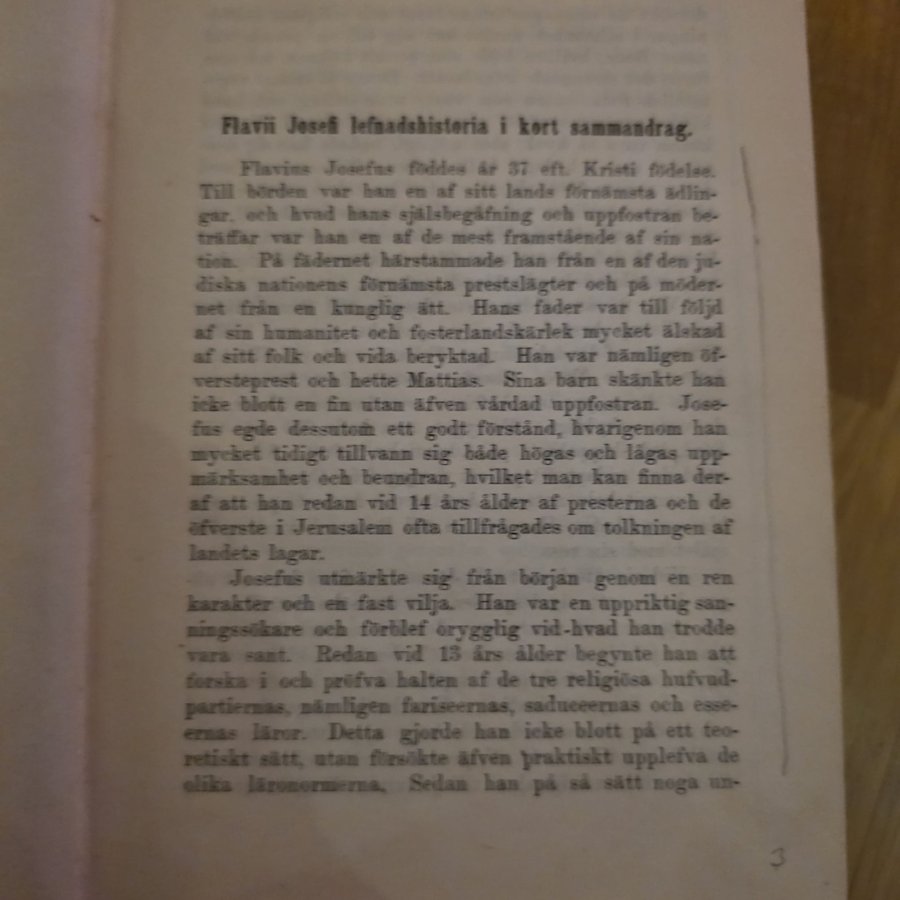 Flavii Josefi lefnadshistoria i kort sammandrag.
Flavius Josefus föddes år 37 eft. Kristi födelse.
Till börden var han en af sitt lands förnämsta ädlin-
gar, och hvad hans själsbegåfning och uppfostran be-
träffar var han en af de mest framstående af sin na-
tion. På fädernet härstammade han från en af den ju-
diska nationens förnämsta prestslägter och på möder-
net från en kunglig ätt. Hans fader var till följd
af sin humanitet och fosterlandskärlek mycket älskad
af sitt folk och vida beryktad. Han var nämligen öf-
versteprest och hette Mattias. Sina barn skänkte han
icke blott en fin utan äfven vårdad uppfostran. Jose-
fus egde dessutom ett godt förstånd, hvarigenom han
mycket tidigt tillvann sig både högas och lågas upp-
märksamhet och beundran, hvilket man kan finna der-
af att han redan vid 14 års ålder af presterna och de
öfverste i Jerusalem ofta tillfrågades om tolkningen af
landets lagar.
Josefus utmärkte sig från början genom en ren
karakter och en fast vilja. Han var en uppriktig san-
ningssökare och förblef orygglig vid hvad han trodde
vara sant. Redan vid 13 års ålder begynte han att
forska i och pröfva halten af de tre religiösa hufvud-
partiernas, nämligen fariseernas, saduceernas och esse-
ernas läror. Detta gjorde han icke blott på ett teo-
retiskt sätt, utan försökte äfven praktiskt upplefva de
olika läronormerna. Sedan han på så sätt noga un-
3